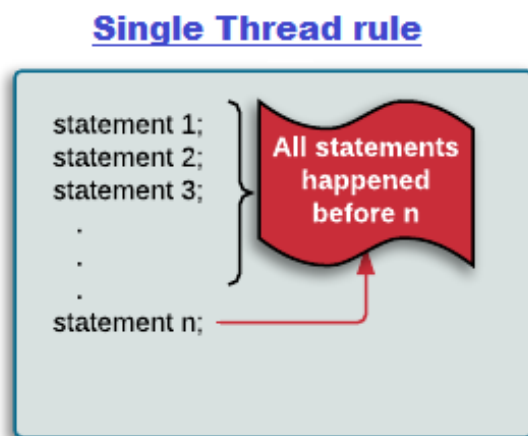 Single Thread rule
statement 1;
statement 2;
statement 3;
.
.
.
statement n;
All statements
happened
before n